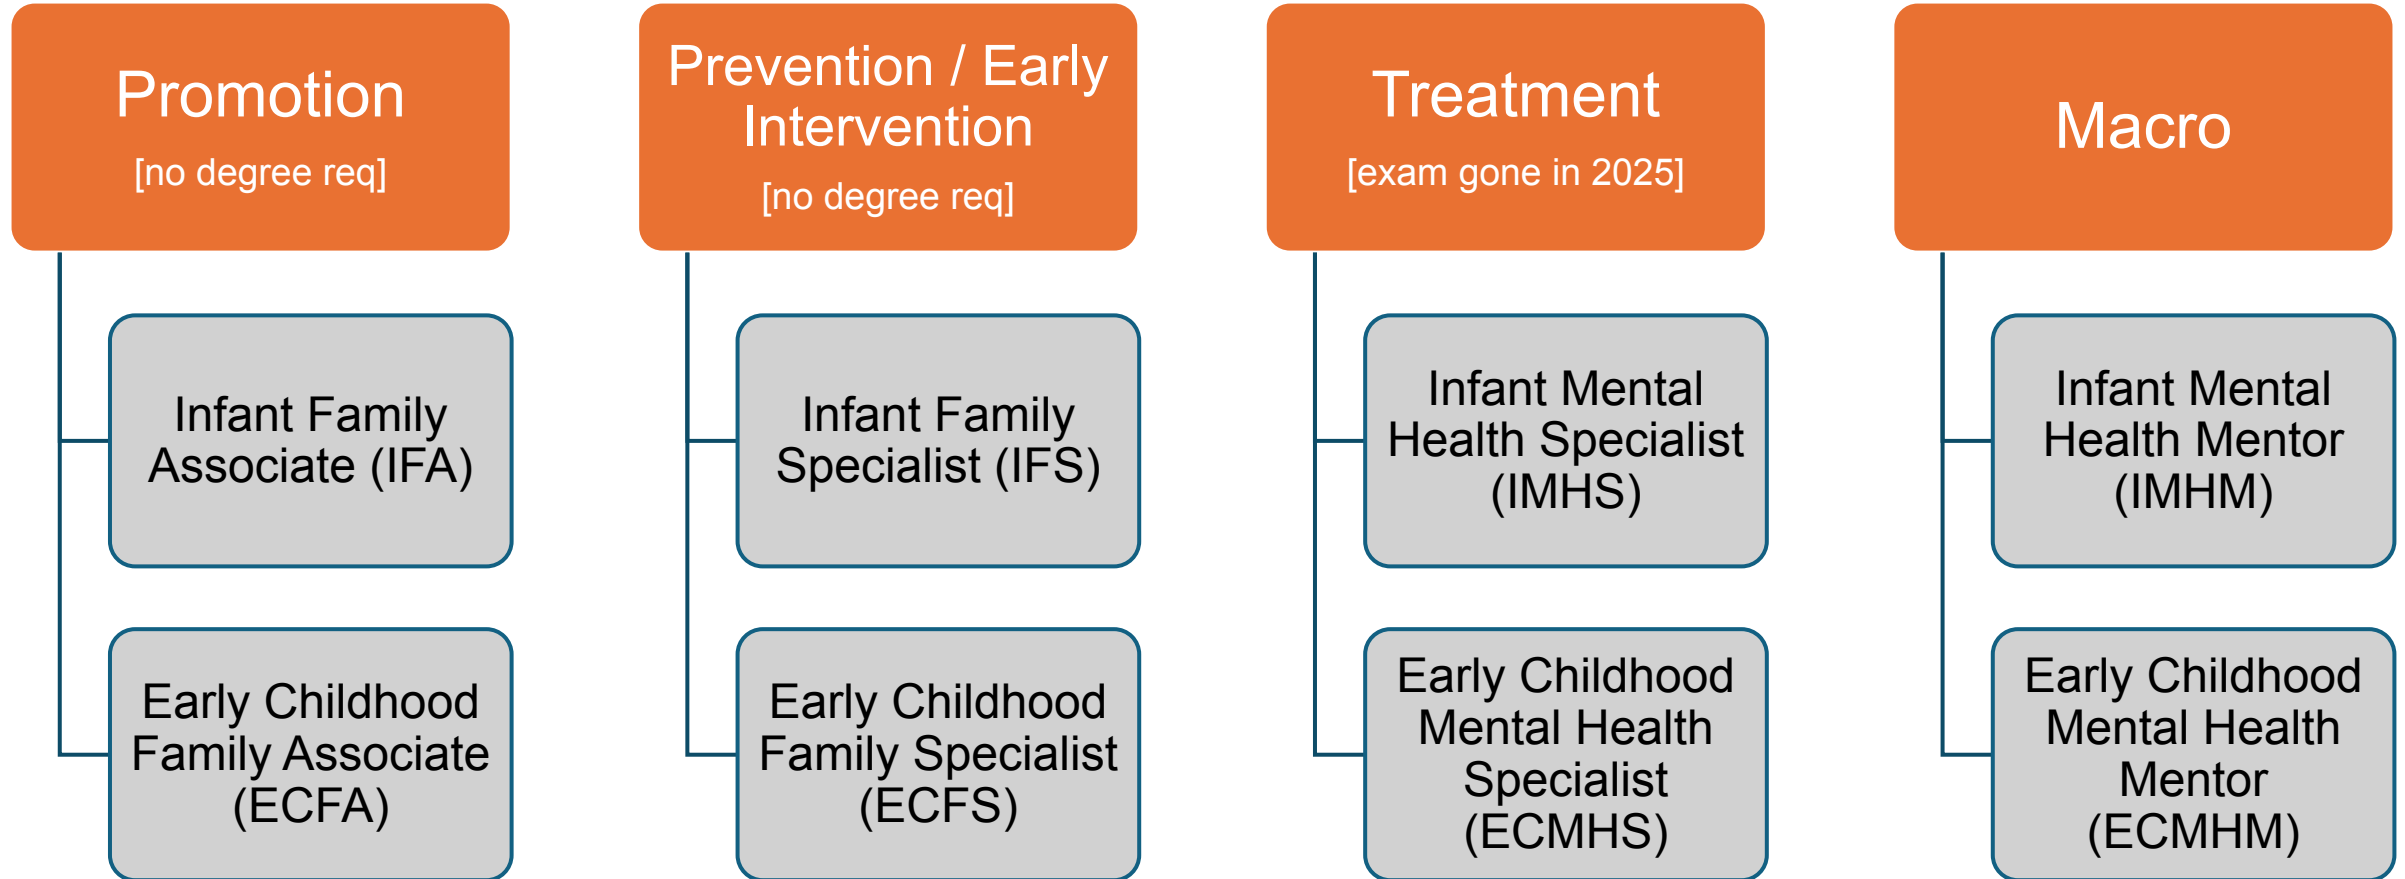 Promotion
[no degree req]
Infant Family
Associate (IFA)
Early Childhood
Family Associate
(ECFA)
Prevention / Early
Intervention
[no degree req]
Infant Family
Specialist (IFS)
Early Childhood
Family Specialist
(ECFS)
Treatment
[exam gone in 2025]
Infant Mental
Health Specialist
(IMHS)
Early Childhood
Mental Health
Specialist
(ECMHS)
Macro
Infant Mental
Health Mentor
(IMHM)
Early Childhood
Mental Health
Mentor
(ECMHM)